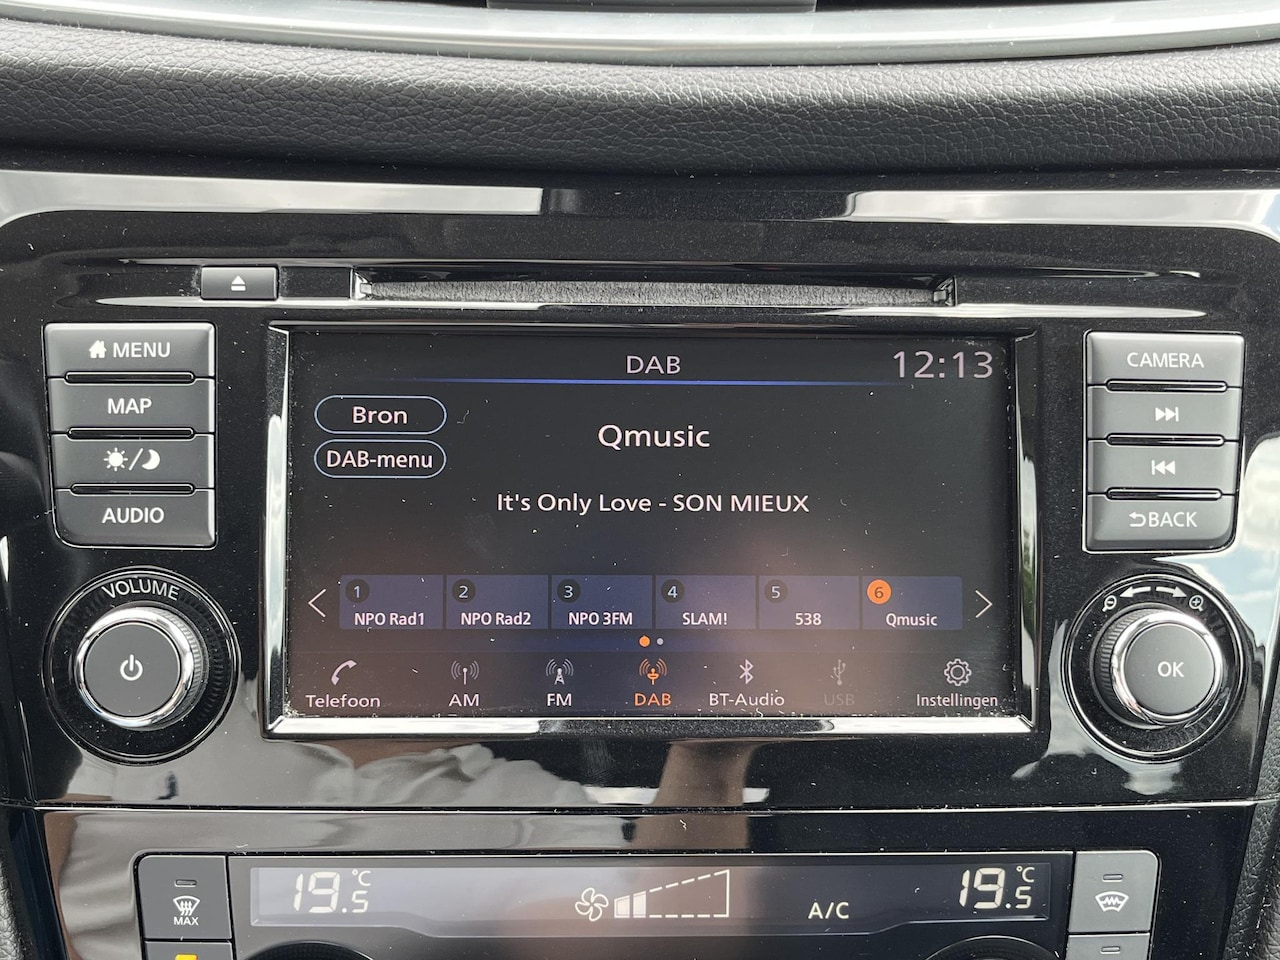 MENU
MAP
AUDIO
VOLUME
DAB
12:13
Bron
DAB-menu
Qmusic
It's Only Love - SON MIEUX
1 2 3 4 5 6
NPO Rad1 NPO Rad2 NPO 3FM SLAM! 538 Qmusic
Telefoon AM FM DAB BT-Audio USB Instellingen
CAMERA
BACK
OK
MAX
19.5 °C
A/C
19.5 °C